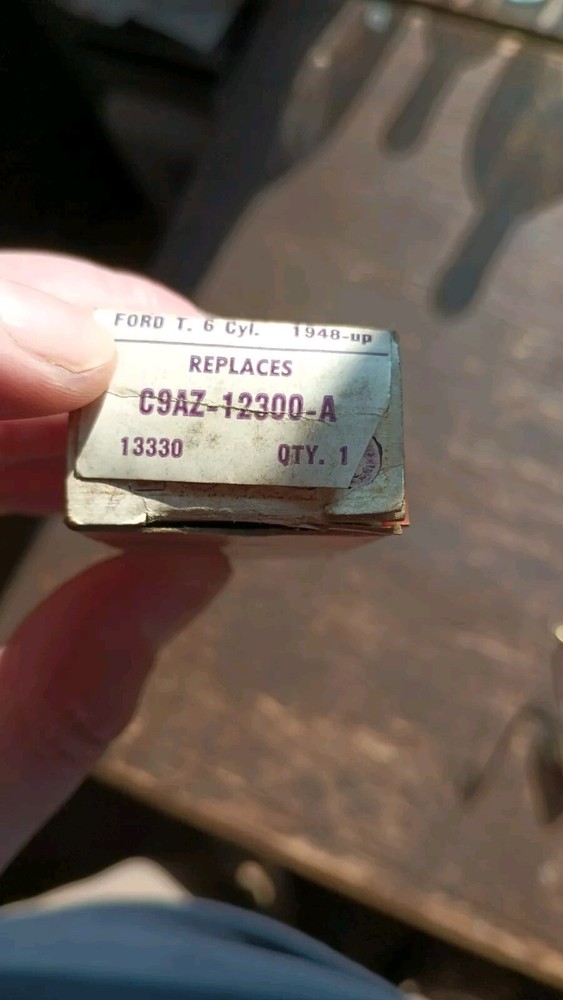 FORD T. 6 Cyl. 1948-up
REPLACES
C9AZ-12300-A
13330 QTY. 1